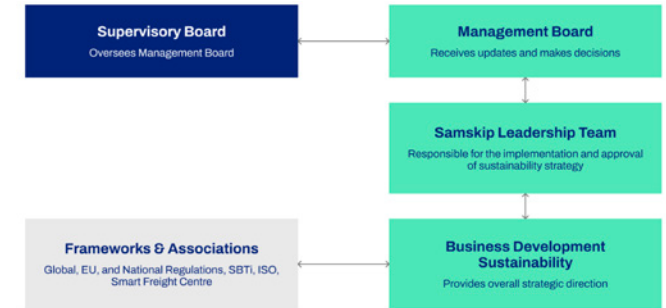 Supervisory Board
Oversees Management Board
Management Board
Receives updates and makes decisions
Samskip Leadership Team
Responsible for the implementation and approval
of sustainability strategy
Frameworks & Associations
Global, EU, and National Regulations, SBTi, ISO,
Smart Freight Centre
Business Development
Sustainability
Provides overall strategic direction